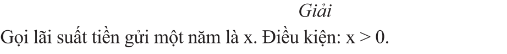 Giải
Gọi lãi suất tiền gửi một năm là x. Điều kiện: x > 0.